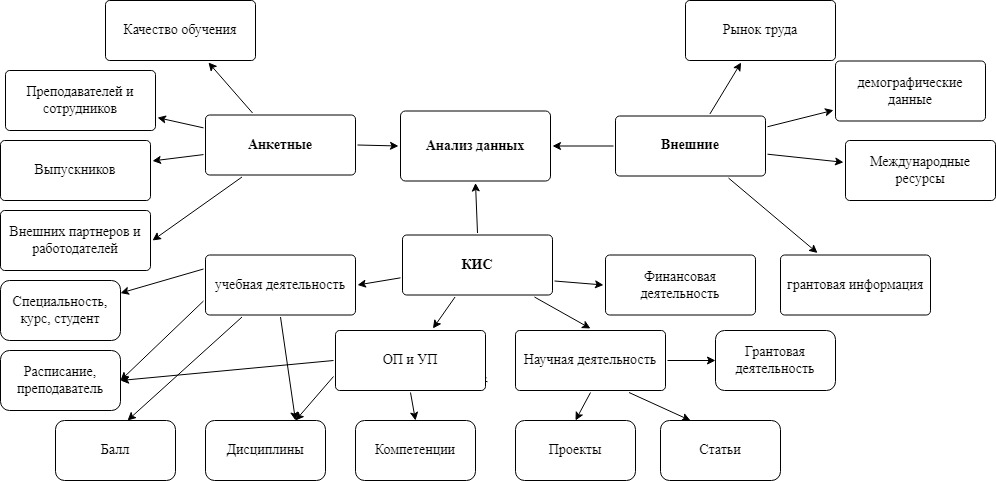 Качество обучения
Рынок труда
Преподавателей и
сотрудников
демографические
данные
Анкетные
Анализ данных
Внешние
Выпускников
Международные
ресурсы
Внешних партнеров и
работодателей
КИС
учебная деятельность
Финансовая
деятельность
грантовая информация
Специальность,
курс, студент
Расписание,
преподаватель
ОП и УП
Научная деятельность
Грантовая
деятельность
Балл
Дисциплины
Компетенции
Проекты
Статьи